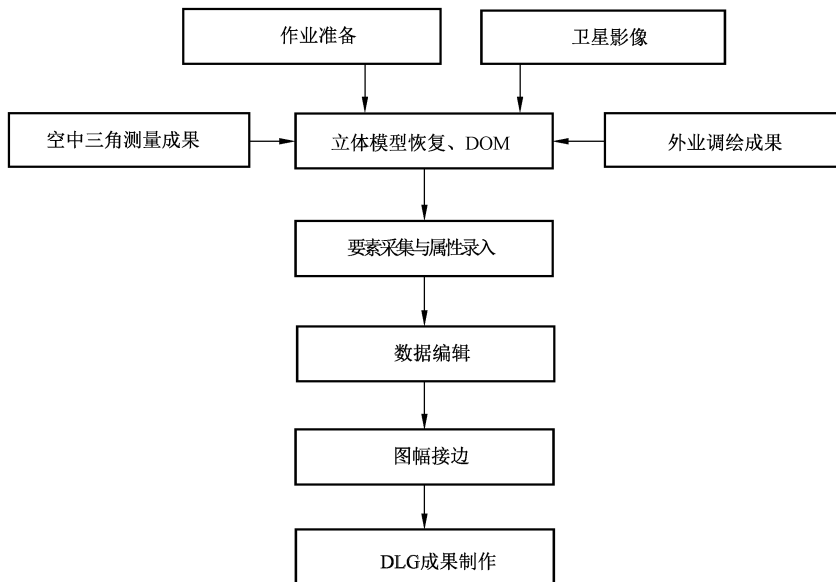 作业准备
卫星影像
空中三角测量成果
立体模型恢复、DOM
外业调绘成果
要素采集与属性录入
数据编辑
图幅接边
DLG成果制作